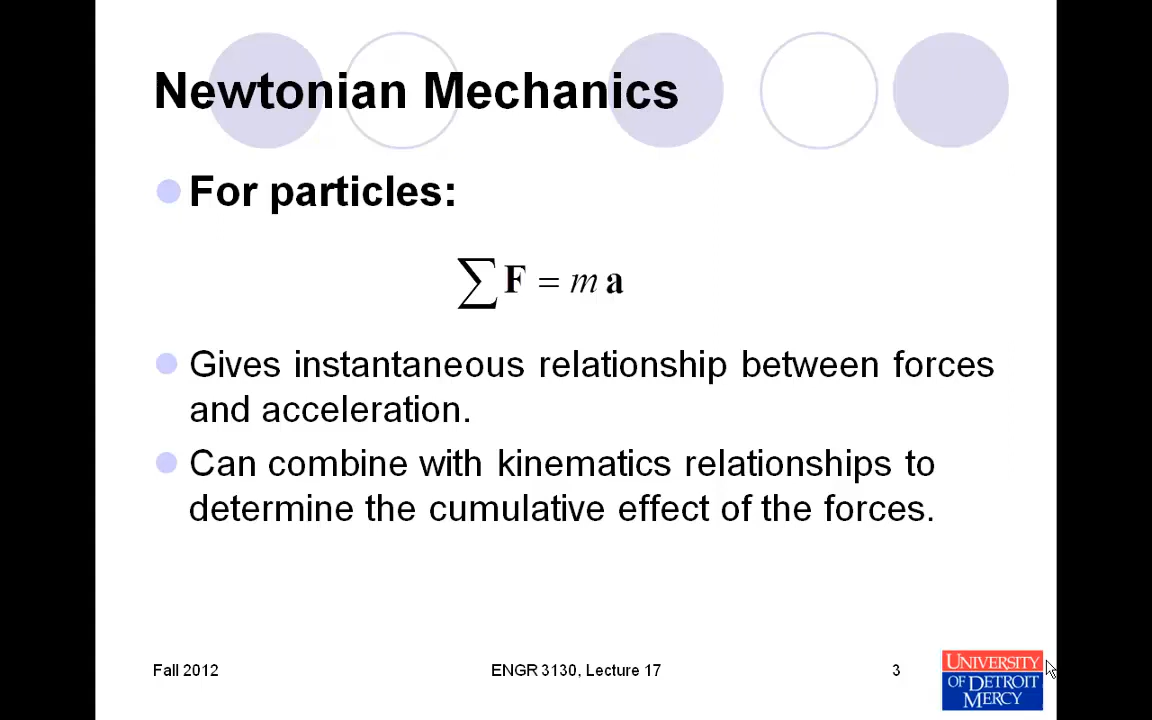 Newtonian Mechanics
For particles:
∑ F = m a
Gives instantaneous relationship between forces
and acceleration.
Can combine with kinematics relationships to
determine the cumulative effect of the forces.
Fall 2012
ENGR 3130, Lecture 17
3
UNIVERSITY
OF DETROIT
MERCY